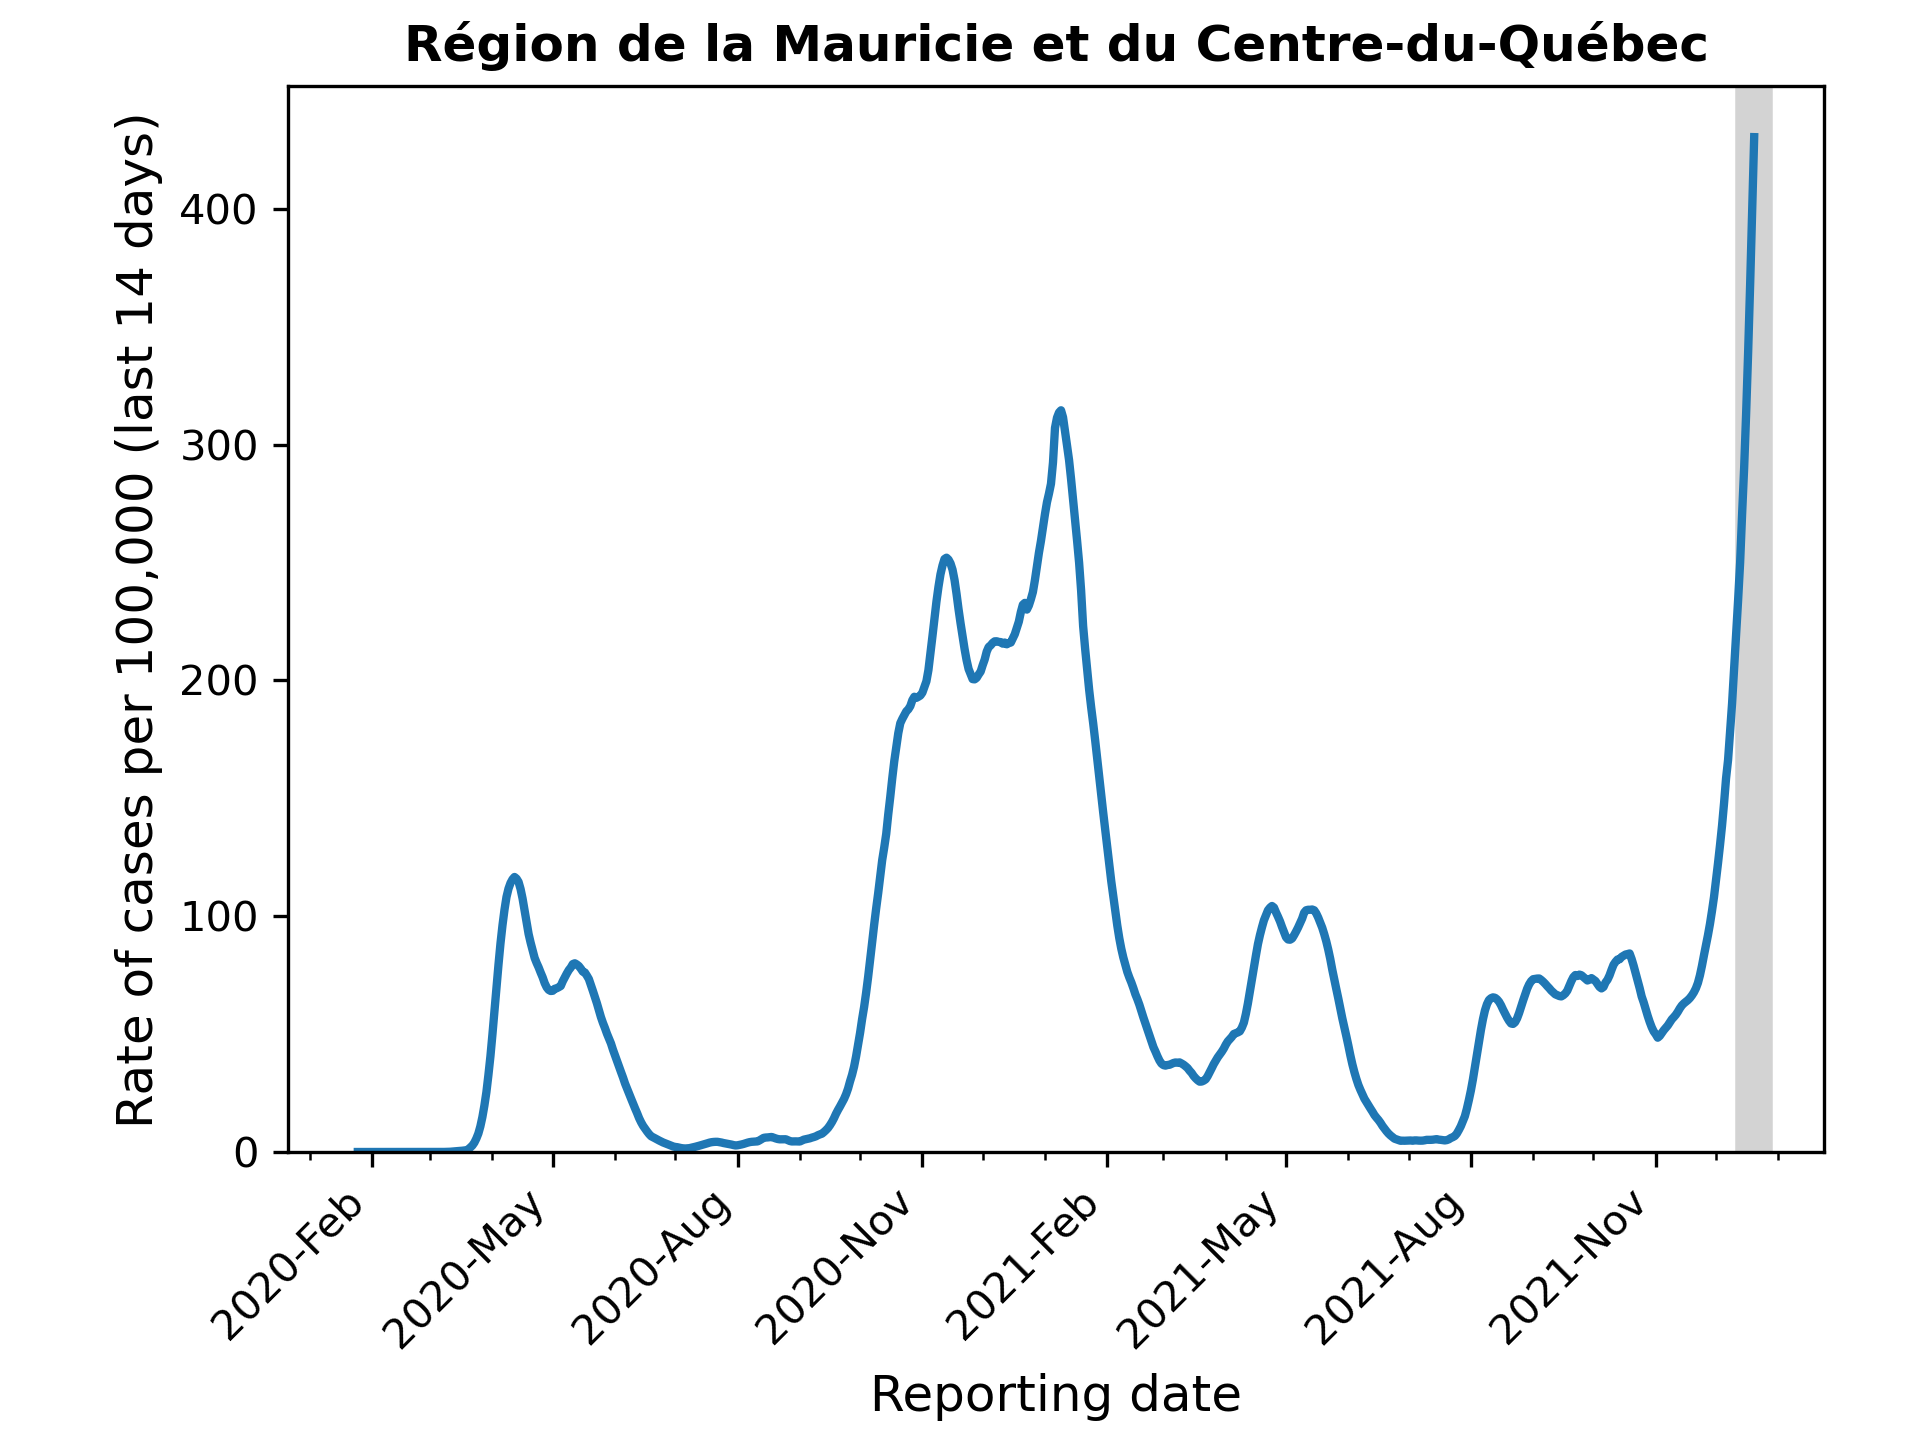 Région de la Mauricie et du Centre-du-Québec
Rate of cases per 100,000 (last 14 days)
400
300
200
100
0
2020-Feb
2020-May
2020-Aug
2020-Nov
2021-Feb
2021-May
2021-Aug
2021-Nov
Reporting date